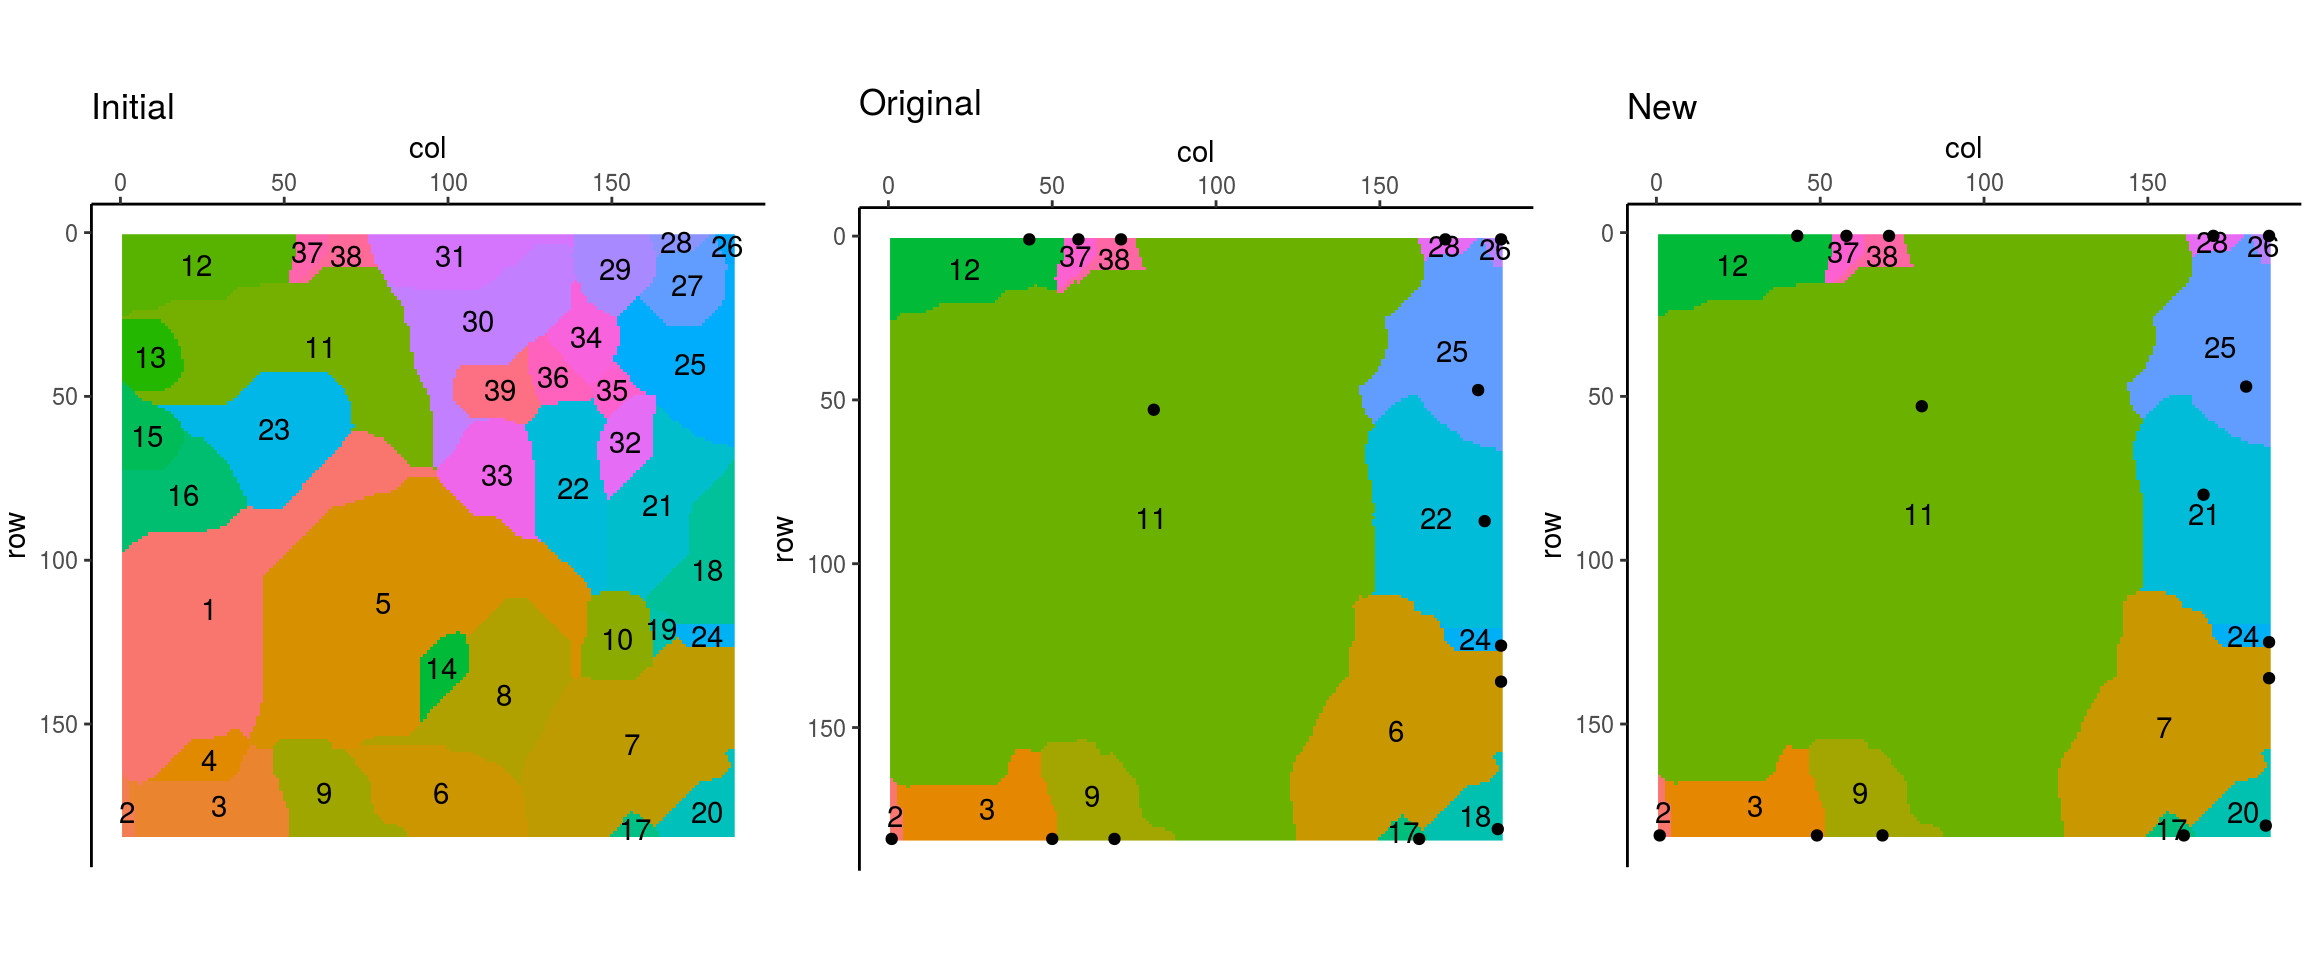 Initial
col
0 50 100 150
row
0
50
100
150
12 37 38 31 29 28 26
27
13 11 30 34 25
39 36 35
15 23 32
16 33 22 21
18
1 5 10 19 24
14
8
7
4
2 3 9 6 17 20
Original
col
0 50 100 150
row
0
50
100
150
12 37 38 28 26
25
11 22
24
6
2 3 9 17 18
New
col
0 50 100 150
row
0
50
100
150
12 37 38 28 26
25
11 21
24
7
2 3 9 17 20